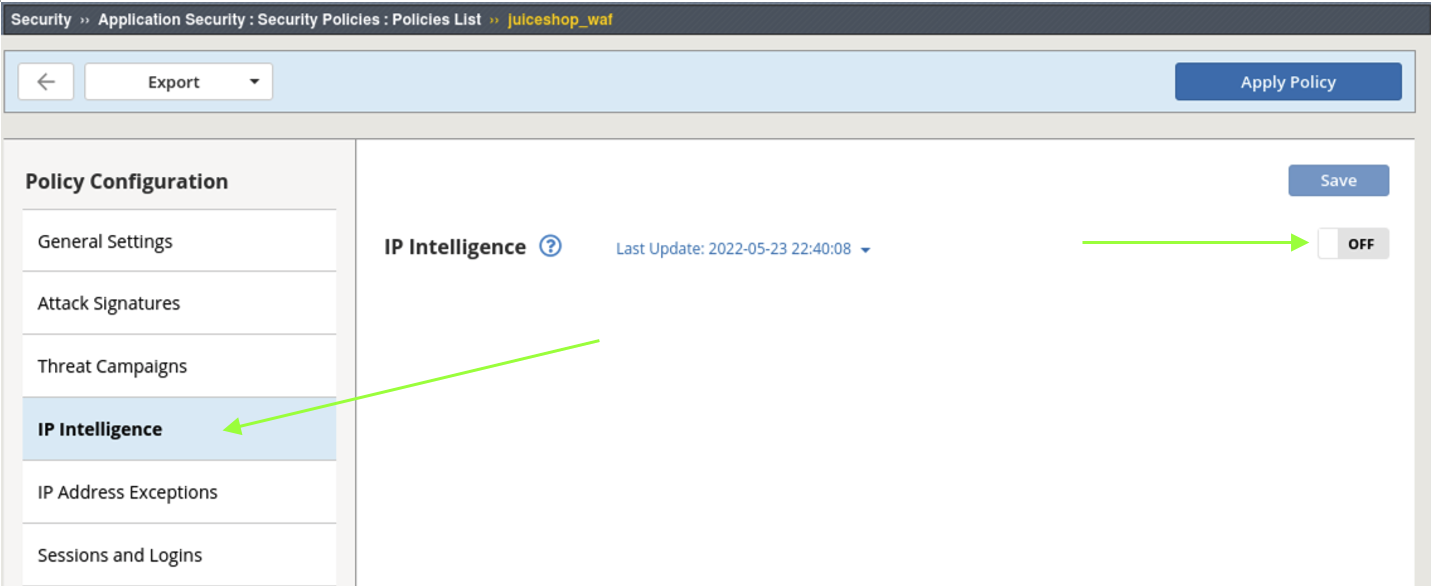 Security ›› Application Security : Security Policies : Policies List ›› juiceshop_waf
Export
Apply Policy
Policy Configuration
General Settings
Attack Signatures
Threat Campaigns
IP Intelligence
IP Address Exceptions
Sessions and Logins
Save
IP Intelligence ? Last Update: 2022-05-23 22:40:08
OFF